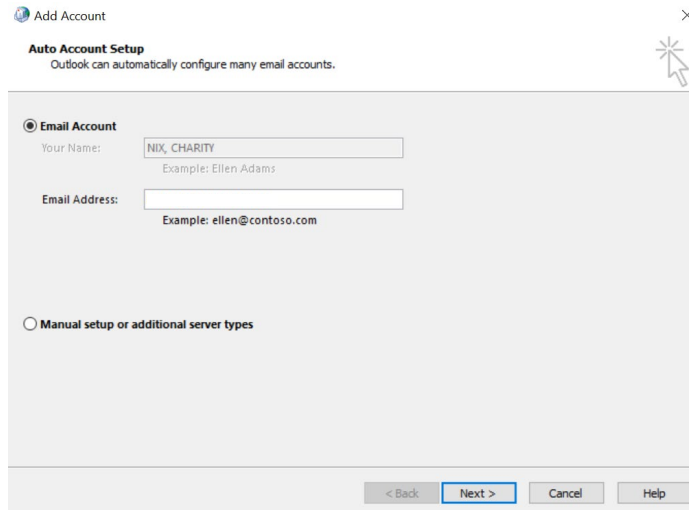 Add Account
Auto Account Setup
Outlook can automatically configure many email accounts.
Email Account
Your Name: NIX, CHARITY
Example: Ellen Adams
Email Address:
Example: ellen@contoso.com
Manual setup or additional server types
< Back Next > Cancel Help